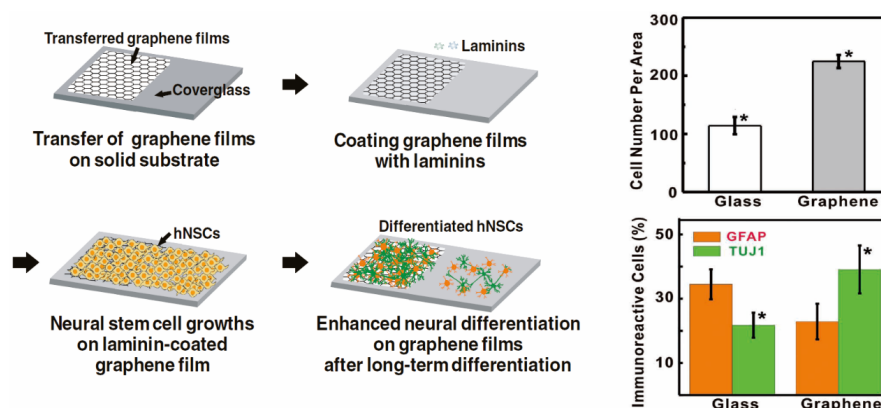 Transferred graphene films
Coverglass
Transfer of graphene films
on solid substrate
Laminins
Coating graphene films
with laminins
hNSCs
Neural stem cell growths
on laminin-coated
graphene film
Differentiated hNSCs
Enhanced neural differentiation
on graphene films
after long-term differentiation
Cell Number Per Area
300
200
100
0
*
*
Glass
Graphene
Immunoreactive Cells (%)
50
30
10
GFAP
TUJ1
*
*
Glass
Graphene